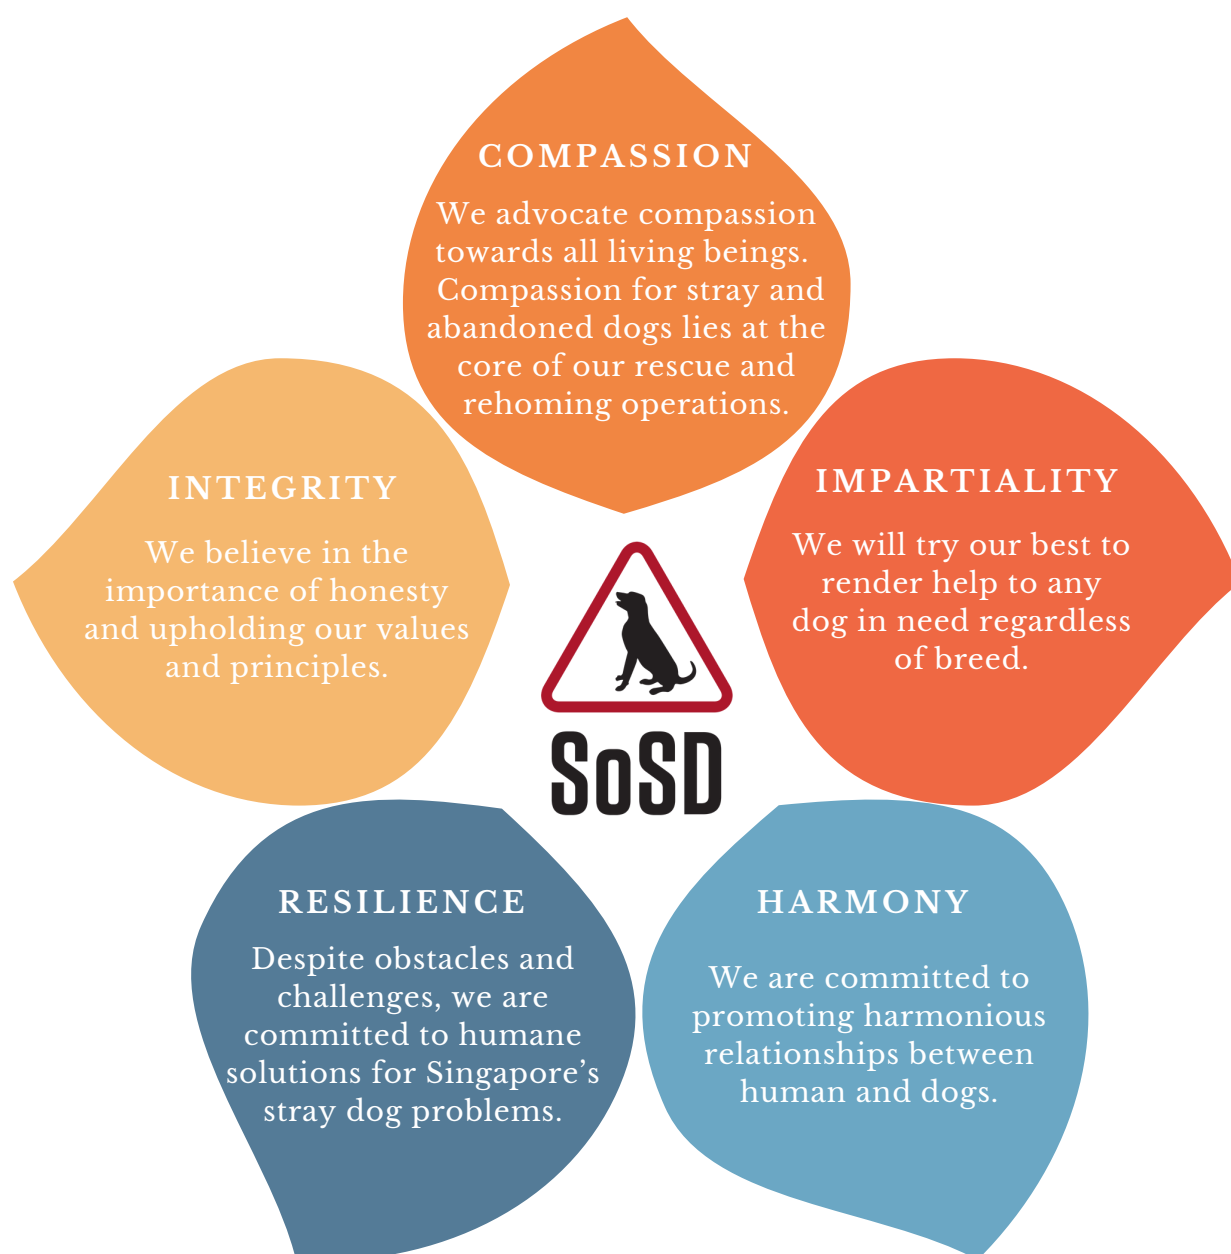 COMPASSION
We advocate compassion
towards all living beings.
Compassion for stray and
abandoned dogs lies at the
core of our rescue and
rehoming operations.
INTEGRITY
We believe in the
importance of honesty
and upholding our values
and principles.
IMPARTIALITY
We will try our best to
render help to any
dog in need regardless
of breed.
SoSD
RESILIENCE
Despite obstacles and
challenges, we are
committed to humane
solutions for Singapore’s
stray dog problems.
HARMONY
We are committed to
promoting harmonious
relationships between
human and dogs.